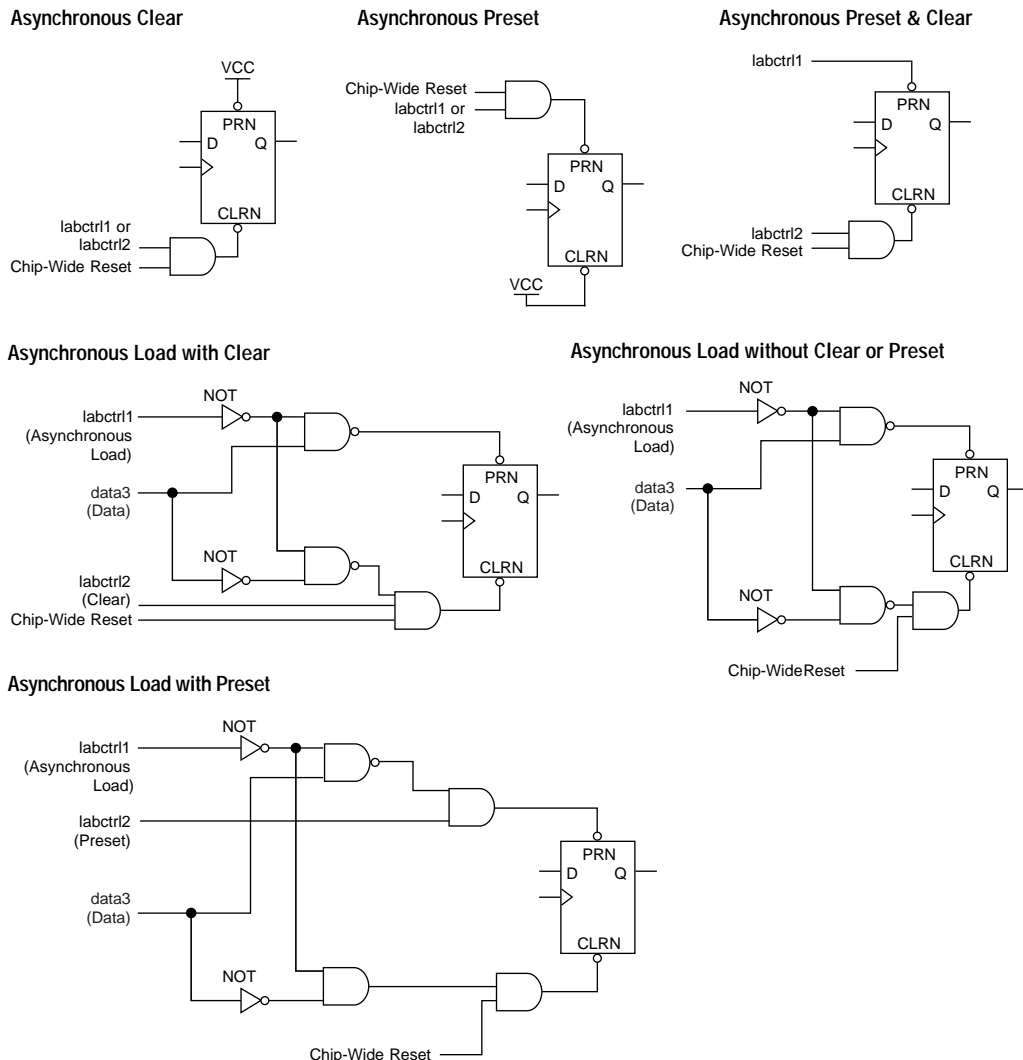 Asynchronous Clear
Asynchronous Preset
Asynchronous Preset & Clear
VCC
PRN
D Q
CLRN
labctrl1 or
labctrl2
Chip-Wide Reset
Chip-Wide Reset
labctrl1 or
labctrl2
PRN
D Q
CLRN
VCC
labctrl1
PRN
D Q
CLRN
labctrl2
Chip-Wide Reset
Asynchronous Load with Clear
NOT
labctrl1
(Asynchronous
Load)
PRN
D Q
data3
(Data)
NOT
CLRN
labctrl2
(Clear)
Chip-Wide Reset
Asynchronous Load without Clear or Preset
NOT
labctrl1
(Asynchronous
Load)
PRN
D Q
data3
(Data)
NOT
CLRN
Chip-WideReset
Asynchronous Load with Preset
NOT
labctrl1
(Asynchronous
Load)
labctrl2
(Preset)
PRN
D Q
data3
(Data)
CLRN
NOT
Chip-Wide Reset